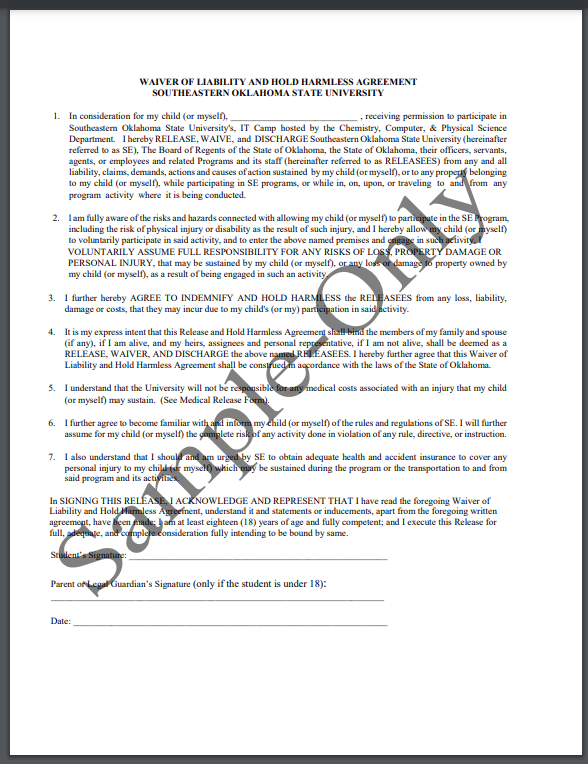 WAIVER OF LIABILITY AND HOLD HARMLESS AGREEMENT
SOUTHEASTERN OKLAHOMA STATE UNIVERSITY
1. In consideration for my child (or myself), ____________________________ , receiving permission to participate in
Southeastern Oklahoma State University's, IT Camp hosted by the Chemistry, Computer, & Physical Science
Department. I hereby RELEASE, WAIVE, and DISCHARGE Southeastern Oklahoma State University (hereinafter
referred to as SE), The Board of Regents of the State of Oklahoma, the State of Oklahoma, their officers, servants,
agents, or employees and related Programs and its staff (hereinafter referred to as RELEASEES) from any and all
liability, claims, demands, actions and causes of action sustained by my child (or myself), or to any property belonging
to my child (or myself), while participating in SE programs, or while in, on, upon, or traveling to and from any
program activity where it is being conducted.
2. I am fully aware of the risks and hazards connected with allowing my child (or myself) to participate in the SE Program,
including the risk of physical injury or disability as the result of such injury, and I hereby allow my child (or myself)
to voluntarily participate in said activity, and to enter the above named premises and engage in such activity. I
VOLUNTARILY ASSUME FULL RESPONSIBILITY FOR ANY RISKS OF LOSS, PROPERTY DAMAGE OR
PERSONAL INJURY, that may be sustained by my child (or myself), or any loss or damage to property owned by
my child (or myself), as a result of being engaged in such an activity.
3. I further hereby AGREE TO INDEMNIFY AND HOLD HARMLESS the RELEASEES from any loss, liability,
damage or costs, that they may incur due to my child's (or my) participation in said activity.
4. It is my express intent that this Release and Hold Harmless Agreement shall bind the members of my family and spouse
(if any), if I am alive, and my heirs, assignees and personal representative, if I am not alive, shall be deemed as a
RELEASE, WAIVER, AND DISCHARGE the above named RELEASEES. I hereby further agree that this Waiver of
Liability and Hold Harmless Agreement shall be construed in accordance with the laws of the State of Oklahoma.
5. I understand that the University will not be responsible for any medical costs associated with an injury that my child
(or myself) may sustain. (See Medical Release Form).
6. I further agree to become familiar with and inform my child (or myself) of the rules and regulations of SE. I will further
assume for my child (or myself) the complete risk of any activity done in violation of any rule, directive, or instruction.
7. I also understand that I should and am urged by SE to obtain adequate health and accident insurance to cover any
personal injury to my child (or myself) which may be sustained during the program or the transportation to and from
said program and its activities.
In SIGNING THIS RELEASE, I ACKNOWLEDGE AND REPRESENT THAT I have read the foregoing Waiver of
Liability and Hold Harmless Agreement, understand it and statements or inducements, apart from the foregoing written
agreement, have been made; I am at least eighteen (18) years of age and fully competent; and I execute this Release for
full, adequate, and complete consideration fully intending to be bound by same.
Student's Signature: ____________________________
Parent or Legal Guardian's Signature (only if the student is under 18):
____________________________
Date: ____________________________
Sample-Only